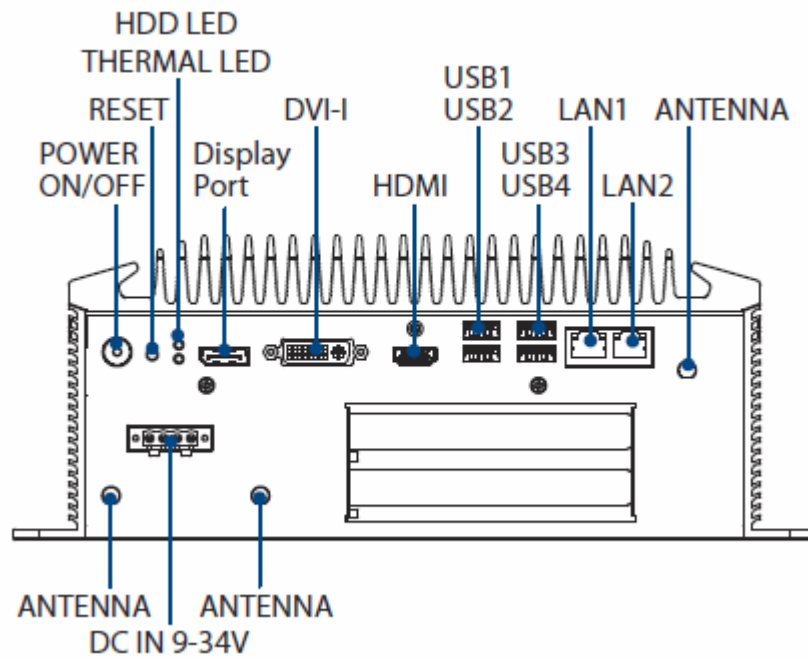 HDD LED
THERMAL LED
RESET
DVI-I
USB1
USB2
LAN1
ANTENNA
POWER
ON/OFF
Display
Port
HDMI
USB3
USB4
LAN2
ANTENNA
ANTENNA
DC IN 9-34V